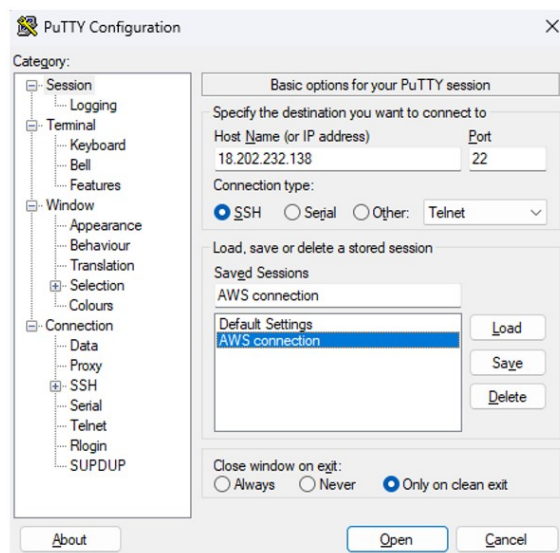 PuTTY Configuration
Category:
Session
Logging
Terminal
Keyboard
Bell
Features
Window
Appearance
Behaviour
Translation
Selection
Colours
Connection
Data
Proxy
SSH
Serial
Telnet
Rlogin
SUPDUP
Basic options for your PuTTY session
Specify the destination you want to connect to
Host Name (or IP address) Port
18.202.232.138 22
Connection type:
SSH Serial Other: Telnet
Load, save or delete a stored session
Saved Sessions
AWS connection
Default Settings
AWS connection
Load
Save
Delete
Close window on exit:
Always Never Only on clean exit
About Open Cancel